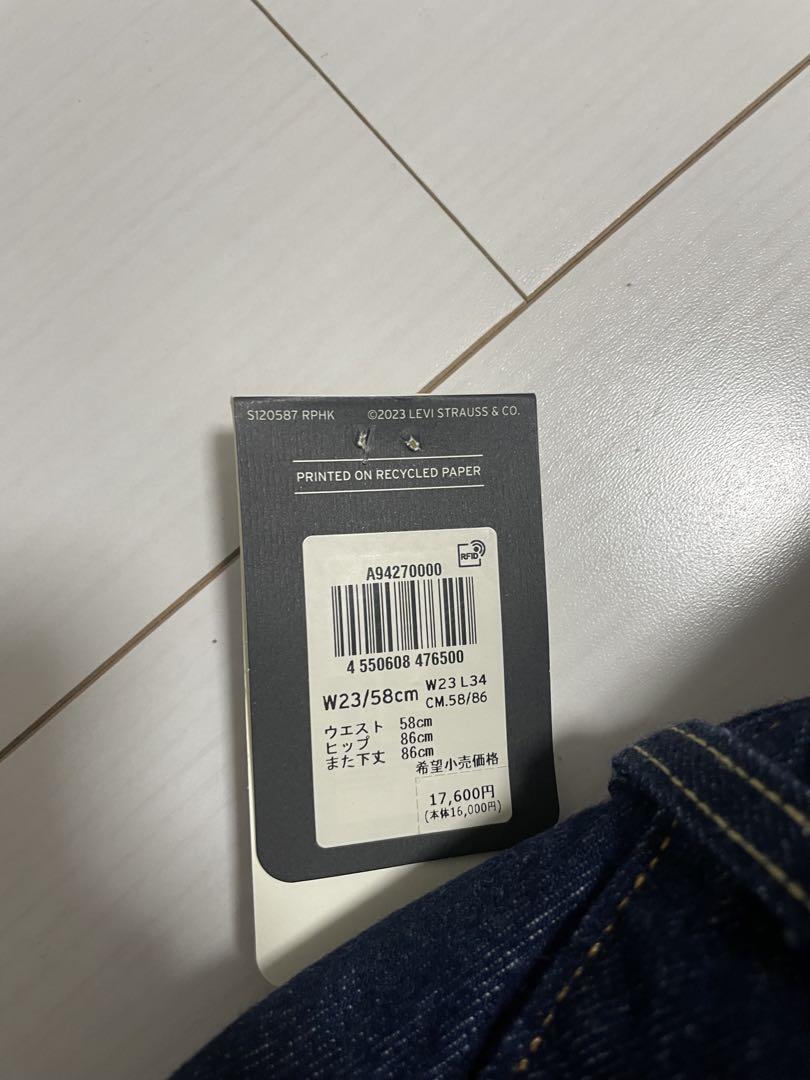 S120587 RPHK ©2023 LEVI STRAUSS & CO.
PRINTED ON RECYCLED PAPER
RFID
A94270000
4 550608 476500
W23/58cm W23 L34
CM.58/86
ウエスト 58cm
ヒップ 86cm
また下丈 86cm
希望小売価格
17,600円
(本体16,000円)